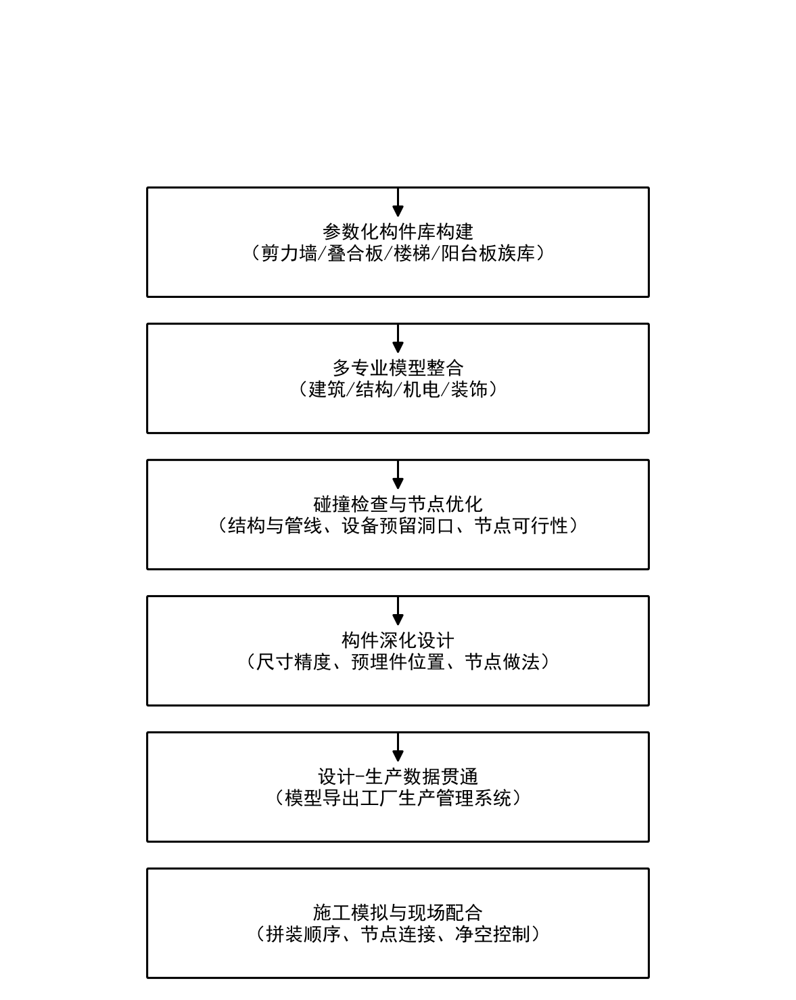 参数化构件库构建
（剪力墙/叠合板/楼梯/阳台板族库）
多专业模型整合
（建筑/结构/机电/装饰）
碰撞检查与节点优化
（结构与管线、设备预留洞口、节点可行性）
构件深化设计
（尺寸精度、预埋件位置、节点做法）
设计-生产数据贯通
（模型导出工厂生产管理系统）
施工模拟与现场配合
（拼装顺序、节点连接、净空控制）